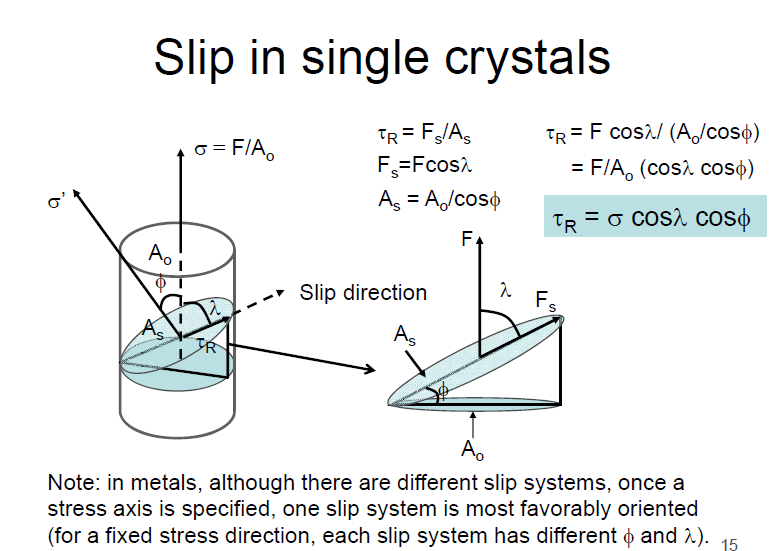 Slip in single crystals
τR = Fs/As
Fs=Fcosλ
As = Ao/cosϕ
τR = F cosλ/ (Ao/cosϕ)
= F/Ao (cosλ cosϕ)
τR = σ cosλ cosϕ
σ = F/Ao
σ’
Ao
ϕ
λ
As
τR
Slip direction
F
λ
Fs
As
ϕ
Ao
Note: in metals, although there are different slip systems, once a
stress axis is specified, one slip system is most favorably oriented
(for a fixed stress direction, each slip system has different ϕ and λ).
15